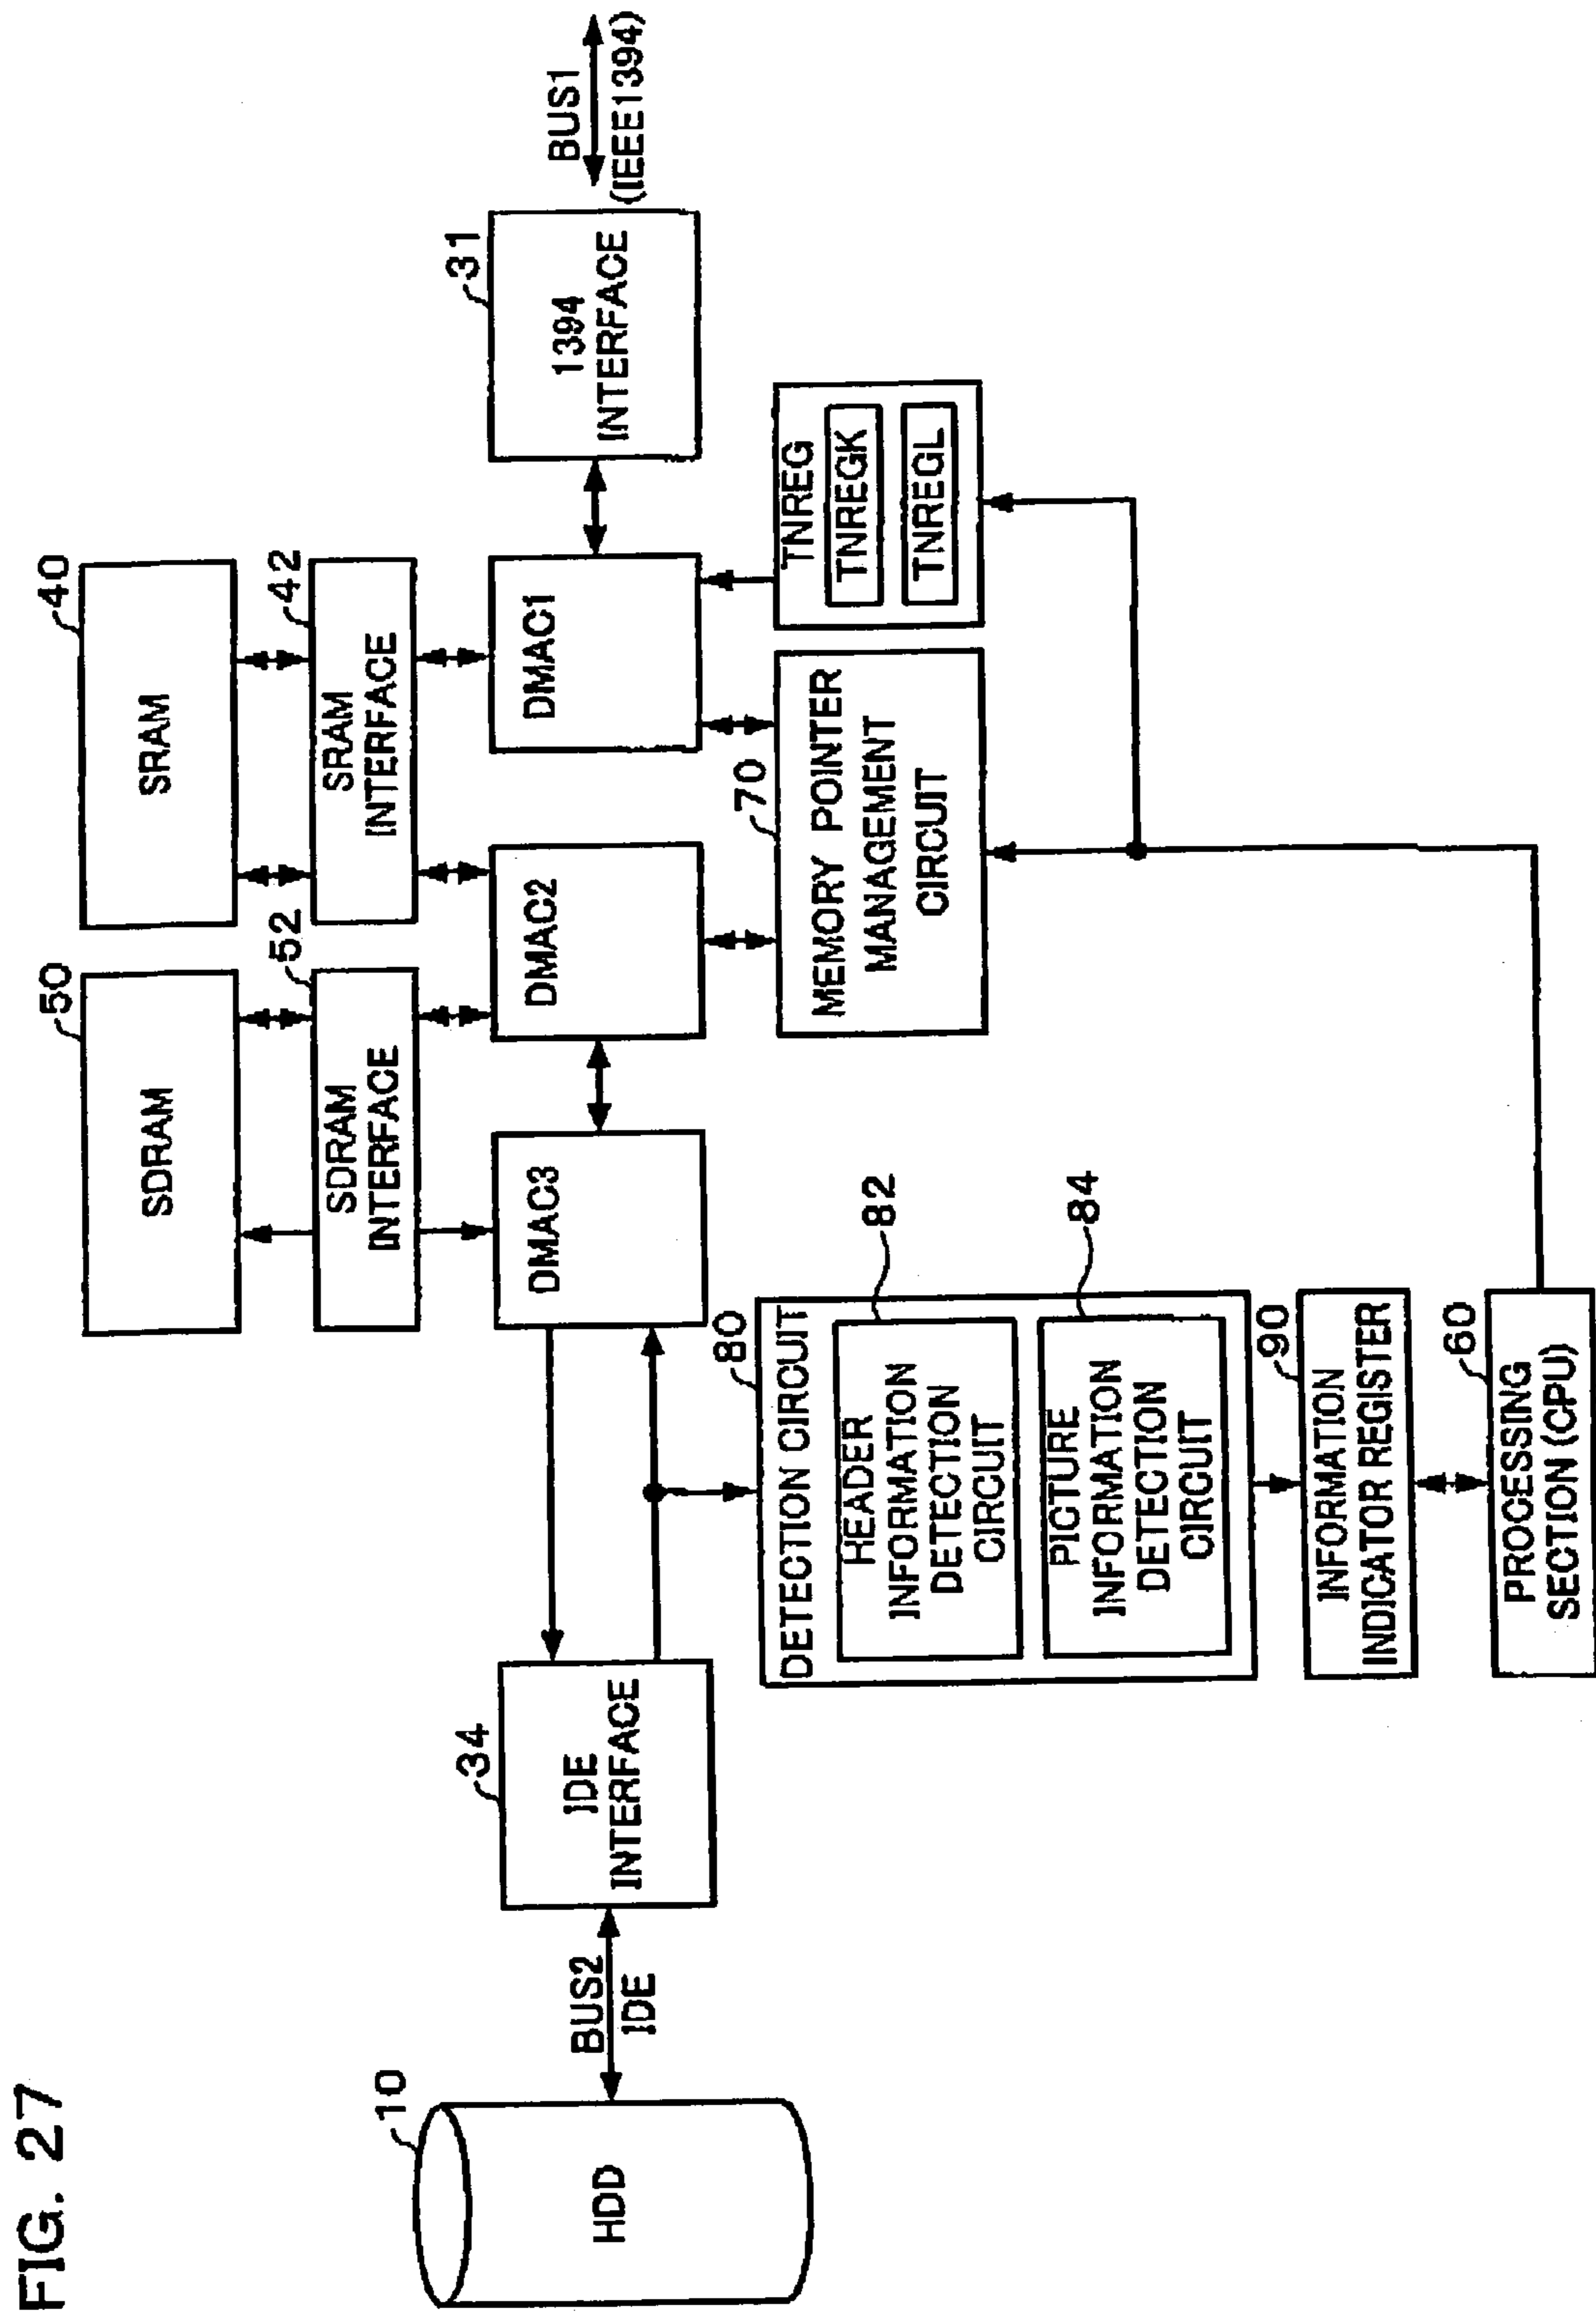 FIG. 27
10
HDD
BUS2
IDE
34
IDE
INTERFACE
50
SDRAM
52
SDRAM
INTERFACE
DMAC3
40
SRAM
42
SRAM
INTERFACE
DMAC2
DMAC1
31
1394
INTERFACE
BUS1
(IEEE1394)
80
DETECTION CIRCUIT
82
HEADER
INFORMATION
DETECTION
CIRCUIT
84
PICTURE
INFORMATION
DETECTION
CIRCUIT
90
INFORMATION
INDICATOR REGISTER
60
PROCESSING
SECTION (CPU)
70
MEMORY POINTER
MANAGEMENT
CIRCUIT
TNREG
TNREGK
TNREGL